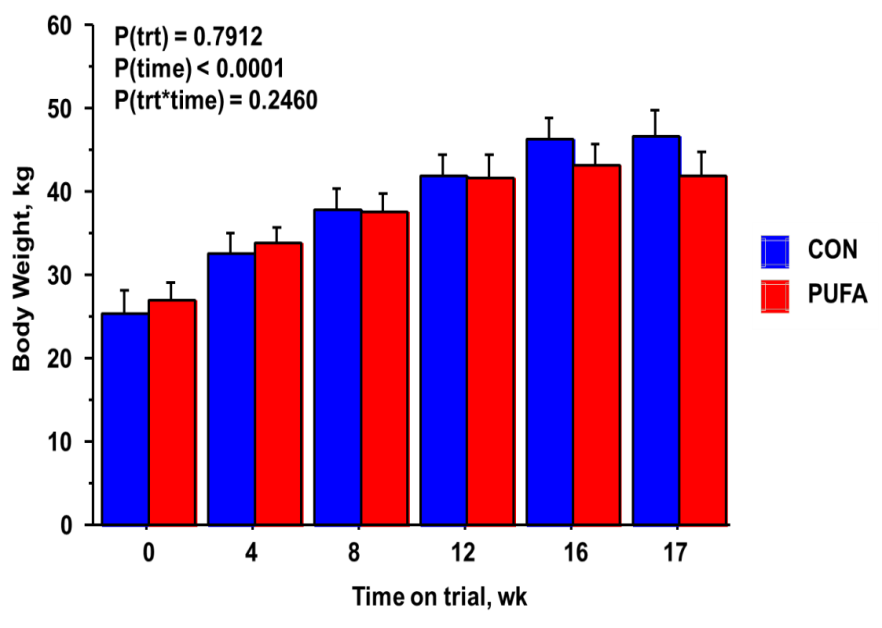 60
50
40
30
20
10
0
Body Weight, kg
P(trt) = 0.7912
P(time) < 0.0001
P(trt*time) = 0.2460
0 4 8 12 16 17
Time on trial, wk
CON
PUFA